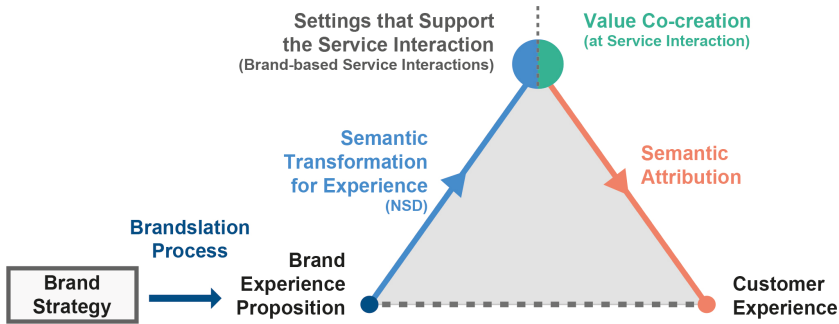 Settings that Support
the Service Interaction
(Brand-based Service Interactions)
Value Co-creation
(at Service Interaction)
Semantic
Transformation
for Experience
(NSD)
Semantic
Attribution
Brandslation
Process
Brand
Strategy
Brand
Experience
Proposition
Customer
Experience